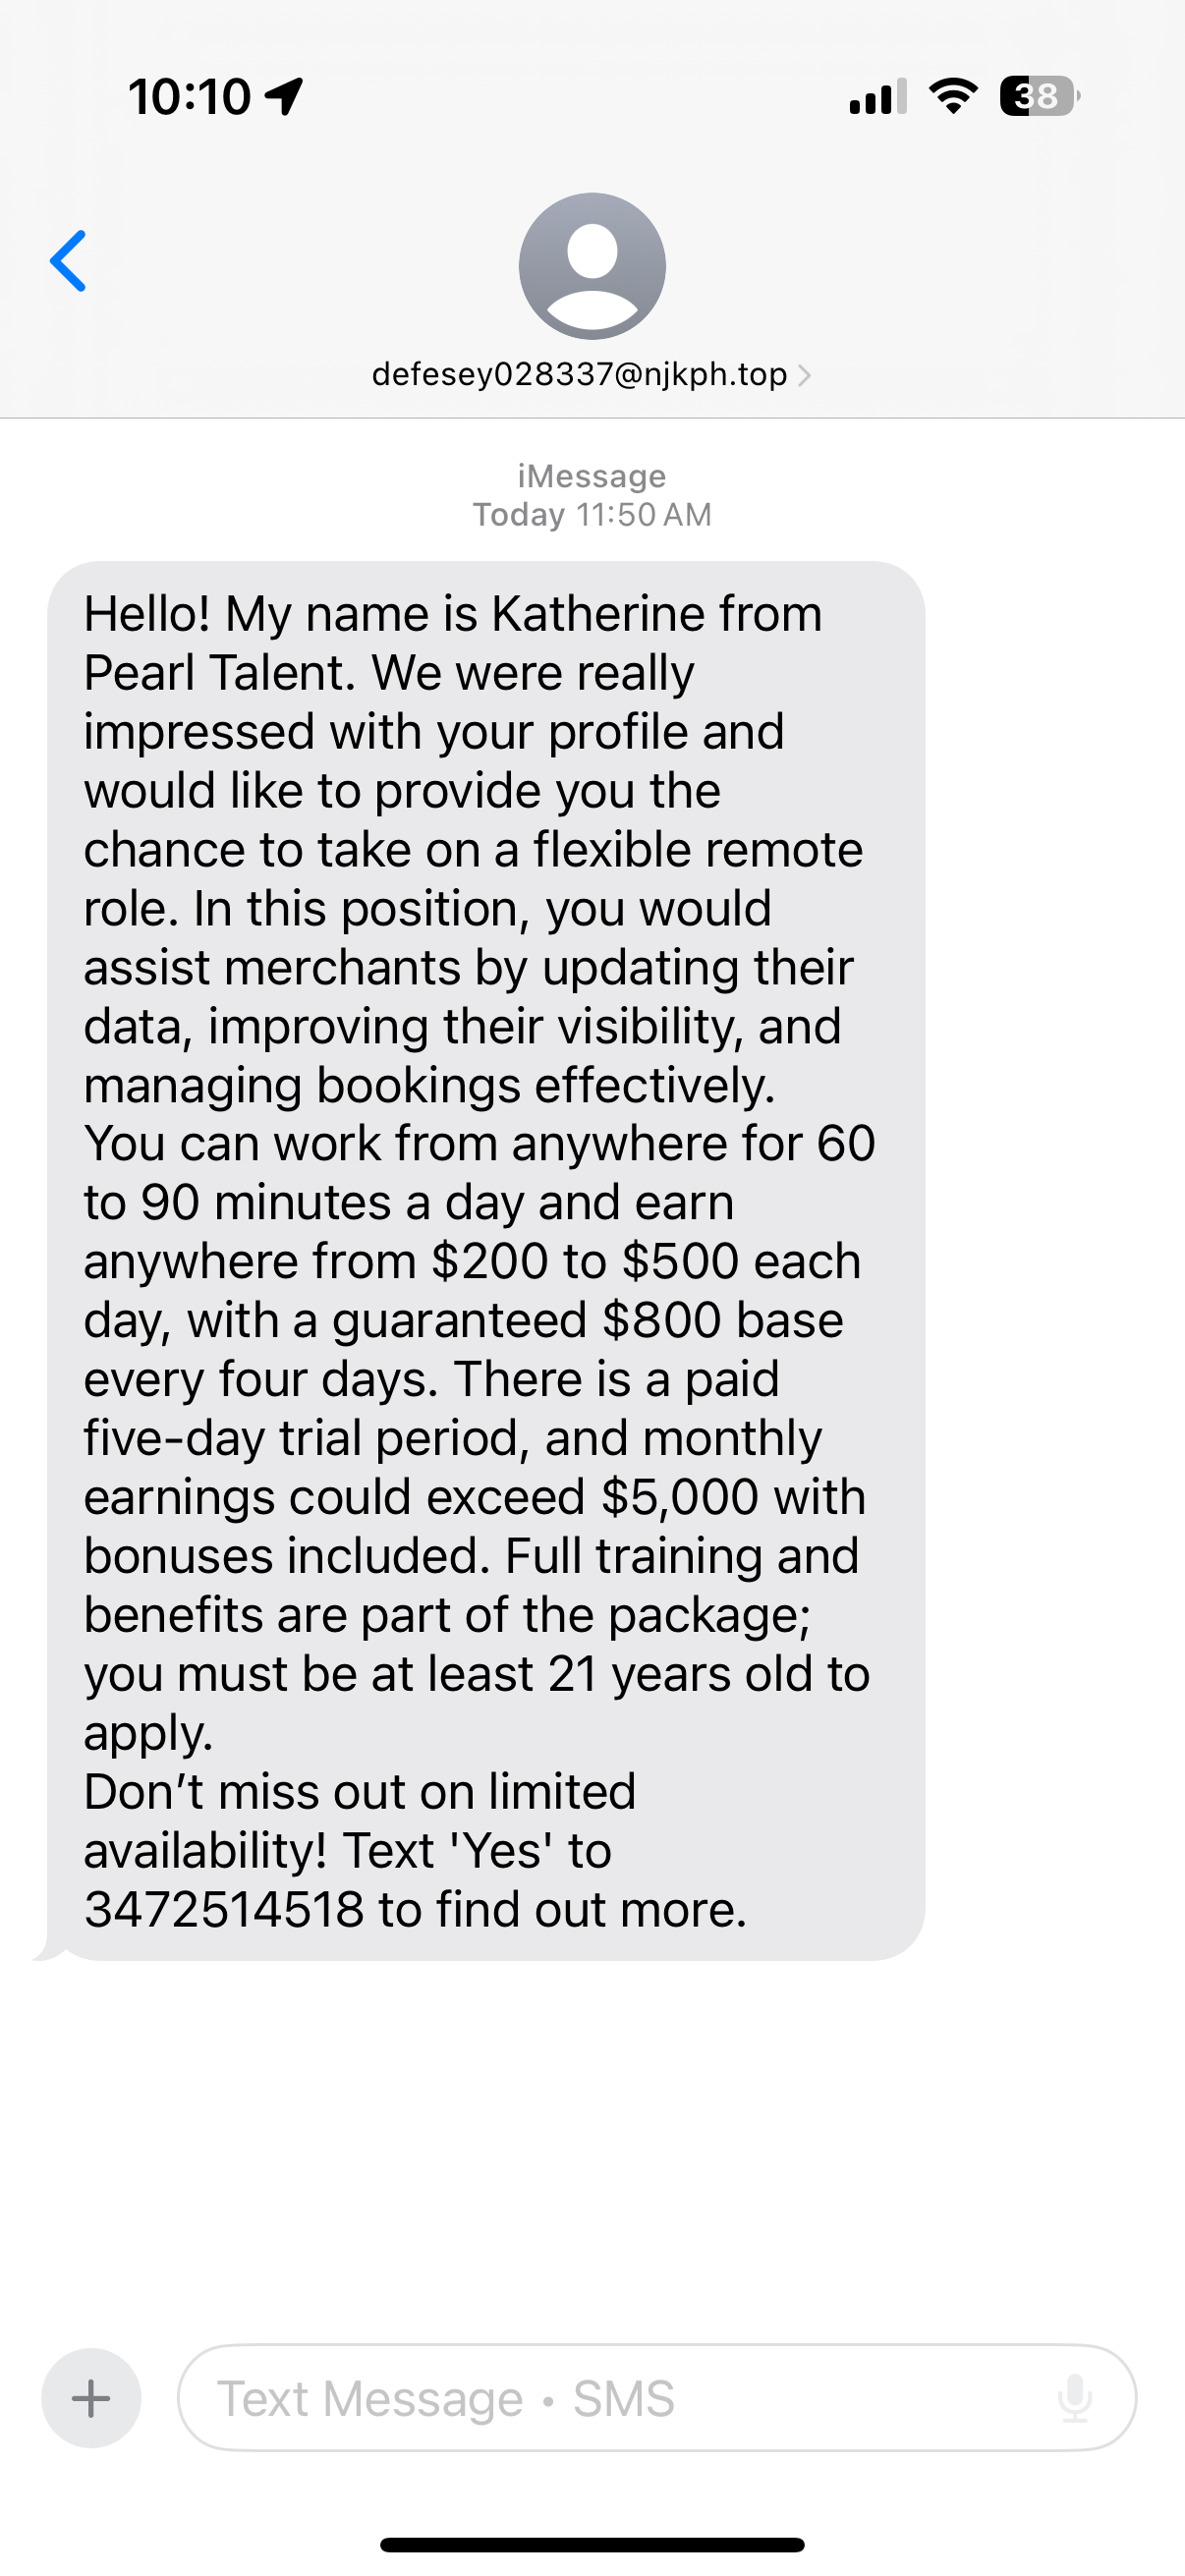 10:10
38
defesey028337@njkph.top
iMessage
Today 11:50 AM
Hello! My name is Katherine from
Pearl Talent. We were really
impressed with your profile and
would like to provide you the
chance to take on a flexible remote
role. In this position, you would
assist merchants by updating their
data, improving their visibility, and
managing bookings effectively.
You can work from anywhere for 60
to 90 minutes a day and earn
anywhere from $200 to $500 each
day, with a guaranteed $800 base
every four days. There is a paid
five-day trial period, and monthly
earnings could exceed $5,000 with
bonuses included. Full training and
benefits are part of the package;
you must be at least 21 years old to
apply.
Don’t miss out on limited
availability! Text 'Yes' to
3472514518 to find out more.
Text Message • SMS